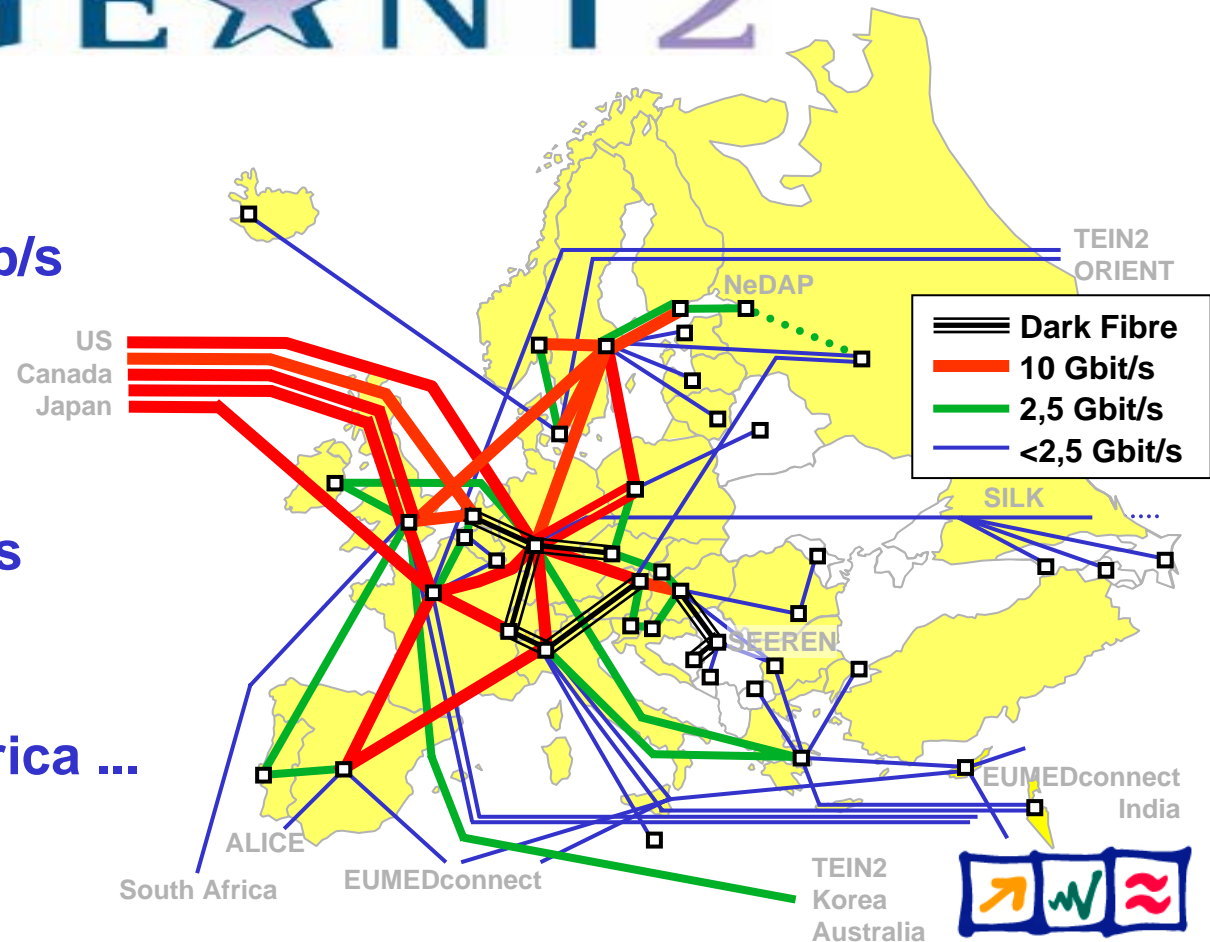 EANT2
b/s
US
Canada
Japan
s
rica ...
TEIN2
ORIENT
NeDAP
Dark Fibre
10 Gbit/s
2,5 Gbit/s
<2,5 Gbit/s
SILK
....
SEEREN
EUMEDconnect
India
ALICE
South Africa
EUMEDconnect
TEIN2
Korea
Australia